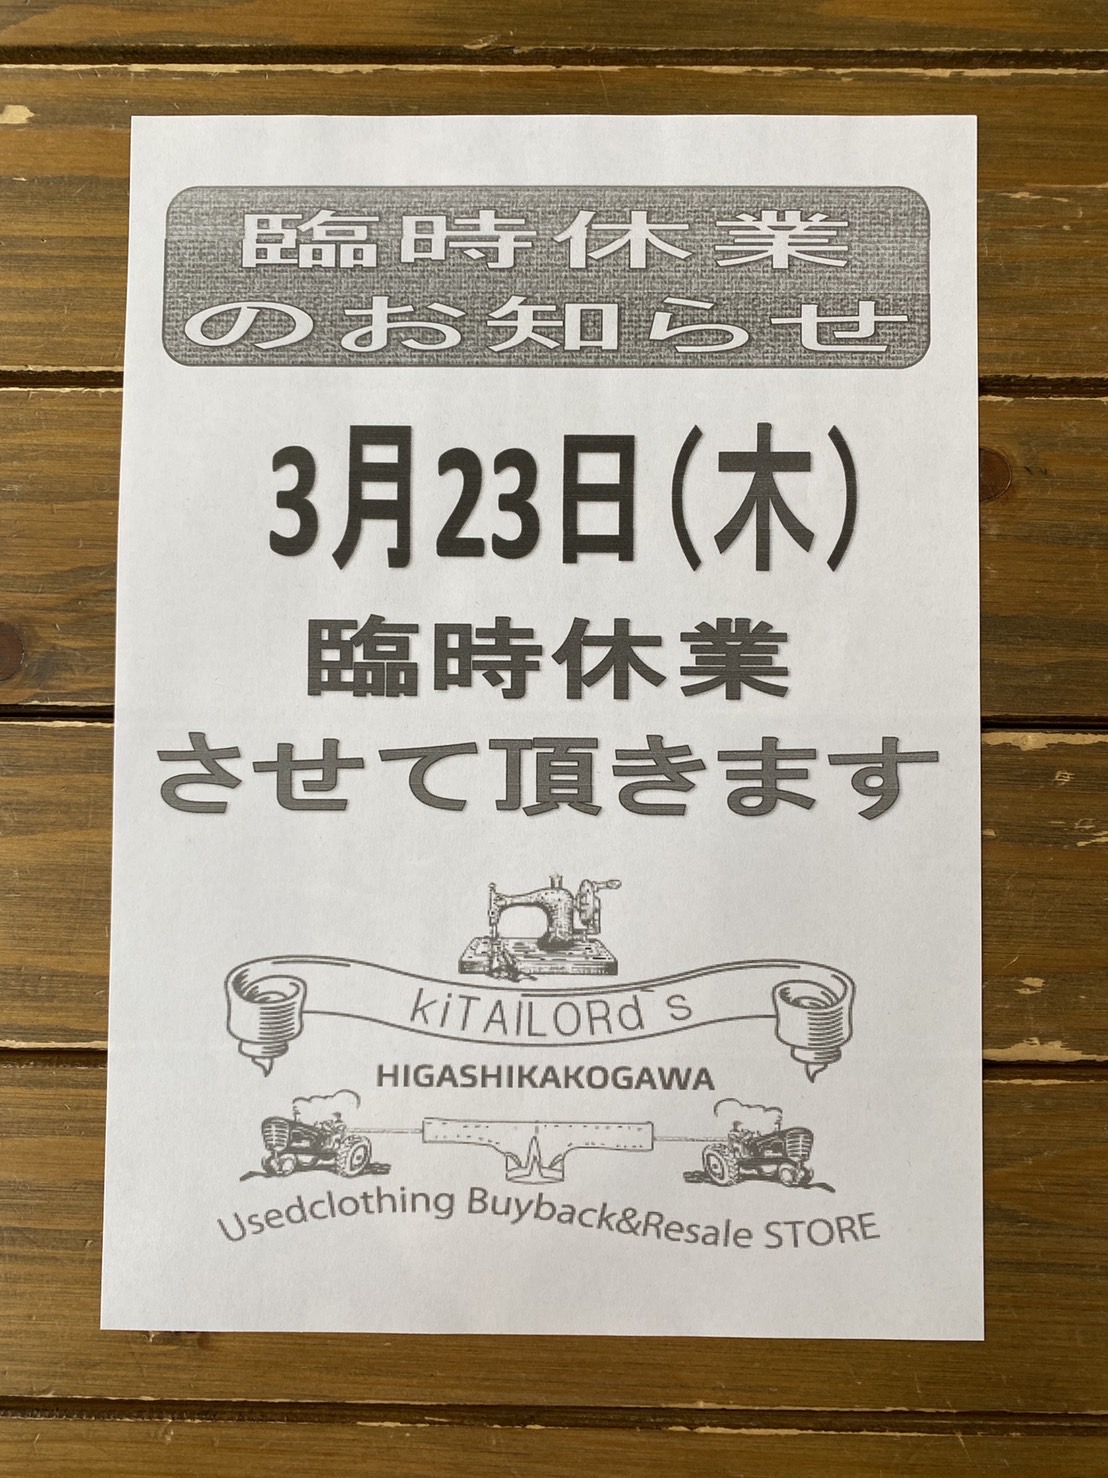 臨時休業
のお知らせ
3月23日（木）
臨時休業
させて頂きます
kiTAILORd`s
HIGASHIKAKOGAWA
Usedclothing Buyback&Resale STORE